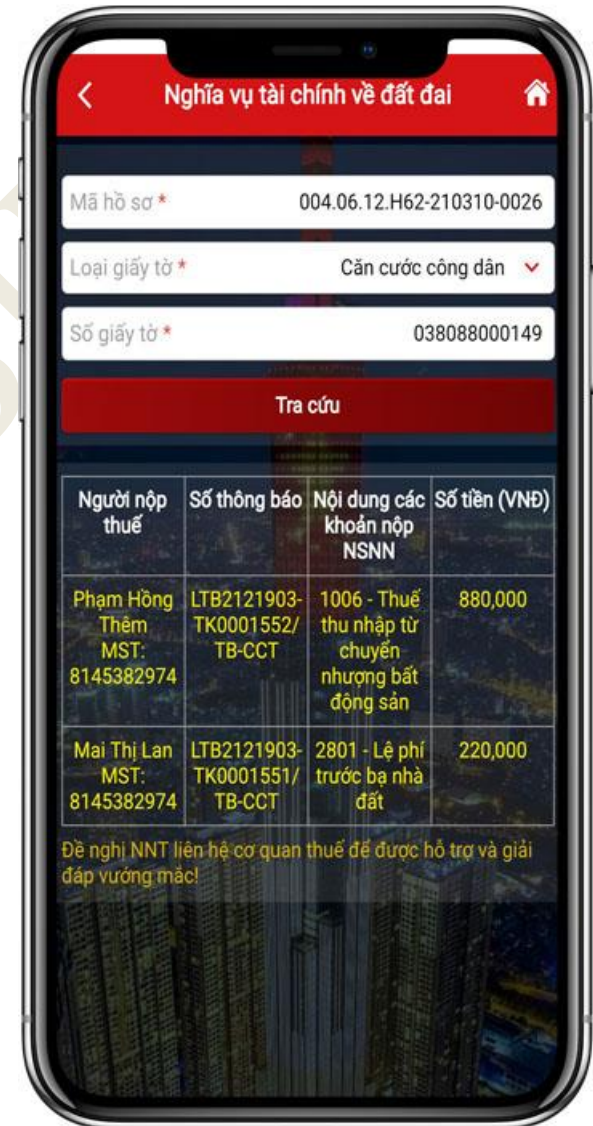 Nghĩa vụ tài chính về đất đai
Mã hồ sơ * 004.06.12.H62-210310-0026
Loại giấy tờ * Căn cước công dân
Số giấy tờ * 038088000149
Tra cứu
Người nộp thuế Số thông báo Nội dung các khoản nộp NSNN Số tiền (VNĐ)
Phạm Hồng Thêm MST: 8145382974 LTB2121903-TK0001552/TB-CCT 1006 - Thuế thu nhập từ chuyển nhượng bất động sản 880,000
Mai Thị Lan MST: 8145382974 LTB2121903-TK0001551/TB-CCT 2801 - Lệ phí trước bạ nhà đất 220,000
Đề nghị NNT liên hệ cơ quan thuế để được hỗ trợ và giải
đáp vướng mắc!